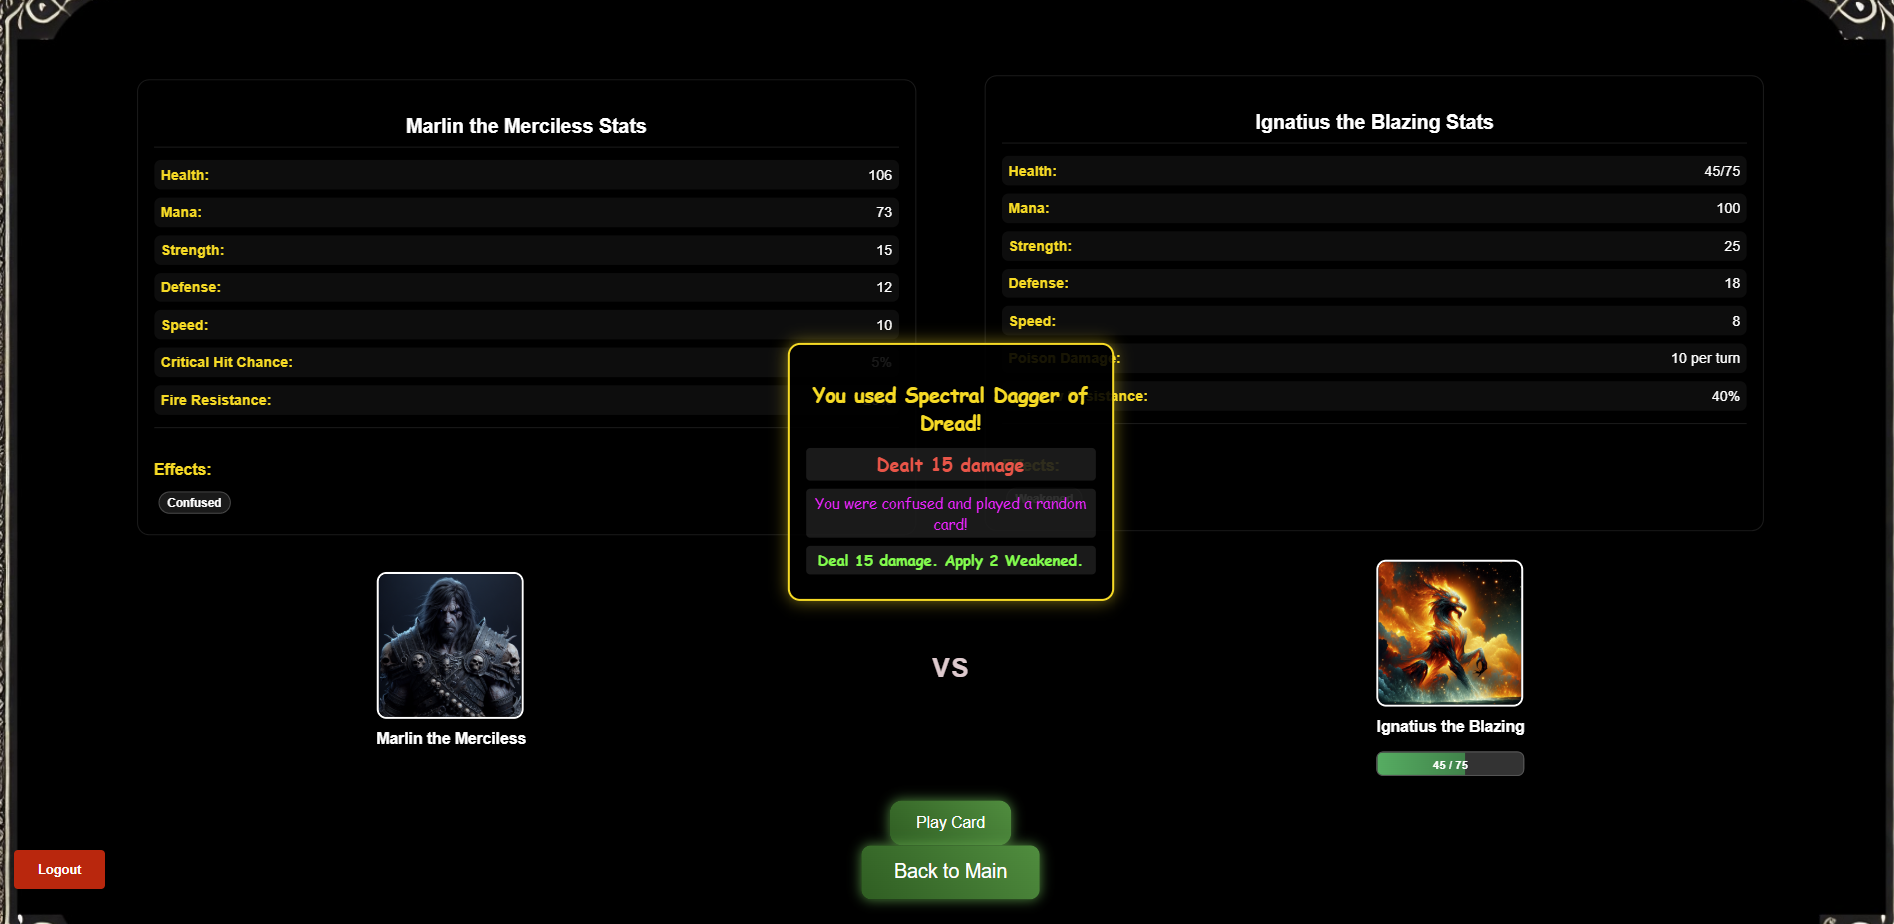 Marlin the Merciless Stats
Health: 106
Mana: 73
Strength: 15
Defense: 12
Speed: 10
Critical Hit Chance: 5%
Fire Resistance:
Effects:
Confused
Ignatius the Blazing Stats
Health: 45/75
Mana: 100
Strength: 25
Defense: 18
Speed: 8
Poison Damage: 10 per turn
sistance: 40%
Effects:
Weakened
You used Spectral Dagger of
Dread!
Dealt 15 damage
You were confused and played a random
card!
Deal 15 damage. Apply 2 Weakened.
Marlin the Merciless
VS
Ignatius the Blazing
45 / 75
Play Card
Back to Main
Logout